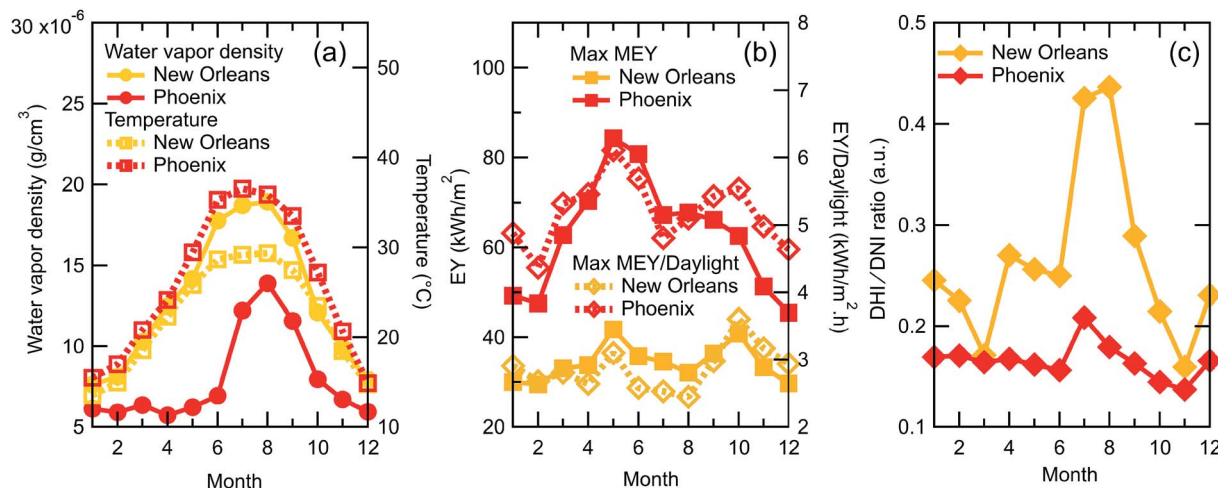 30 x10⁻⁶
25
20
15
10
5
Water vapor density (g/cm³)
Water vapor density
New Orleans
Phoenix
Temperature
New Orleans
Phoenix
(a)
50
40
30
20
10
Temperature (°C)
2 4 6 8 10 12
Month
100
80
60
40
20
EY (kWh/m²)
Max MEY
New Orleans
Phoenix
(b)
Max MEY/Daylight
New Orleans
Phoenix
8
7
6
5
4
3
2
EY/Daylight (kWh/m².h)
2 4 6 8 10 12
Month
0.5
0.4
0.3
0.2
0.1
DHI/DNI ratio (a.u.)
New Orleans
Phoenix
(c)
2 4 6 8 10 12
Month